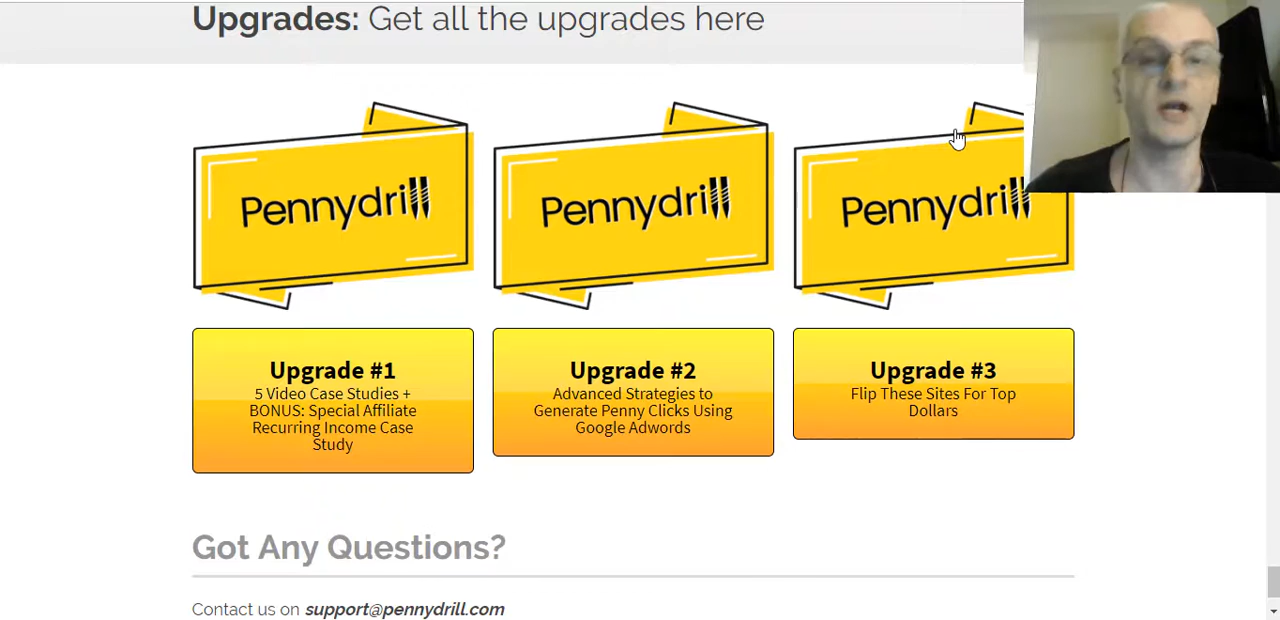 Upgrades: Get all the upgrades here
Pennydrill
Pennydrill
Pennydrill
Upgrade #1
5 Video Case Studies +
BONUS: Special Affiliate
Recurring Income Case
Study
Upgrade #2
Advanced Strategies to
Generate Penny Clicks Using
Google Adwords
Upgrade #3
Flip These Sites For Top
Dollars
Got Any Questions?
Contact us on support@pennydrill.com